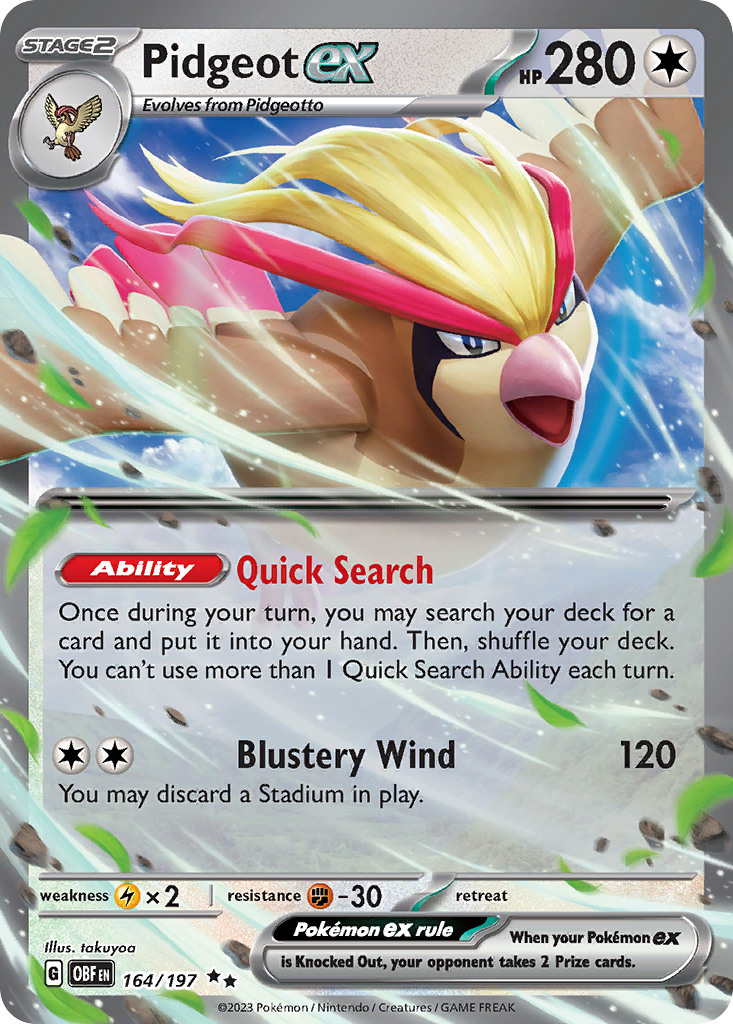 STAGE2
Pidgeot ex
HP 280
Evolves from Pidgeotto
Ability Quick Search
Once during your turn, you may search your deck for a
card and put it into your hand. Then, shuffle your deck.
You can't use more than 1 Quick Search Ability each turn.
Blustery Wind 120
You may discard a Stadium in play.
weakness ×2 resistance -30 retreat
Illus. takuyoa
Pokémon ex rule
When your Pokémon ex
is Knocked Out, your opponent takes 2 Prize cards.
G OBF EN 164/197
©2023 Pokémon / Nintendo / Creatures / GAME FREAK